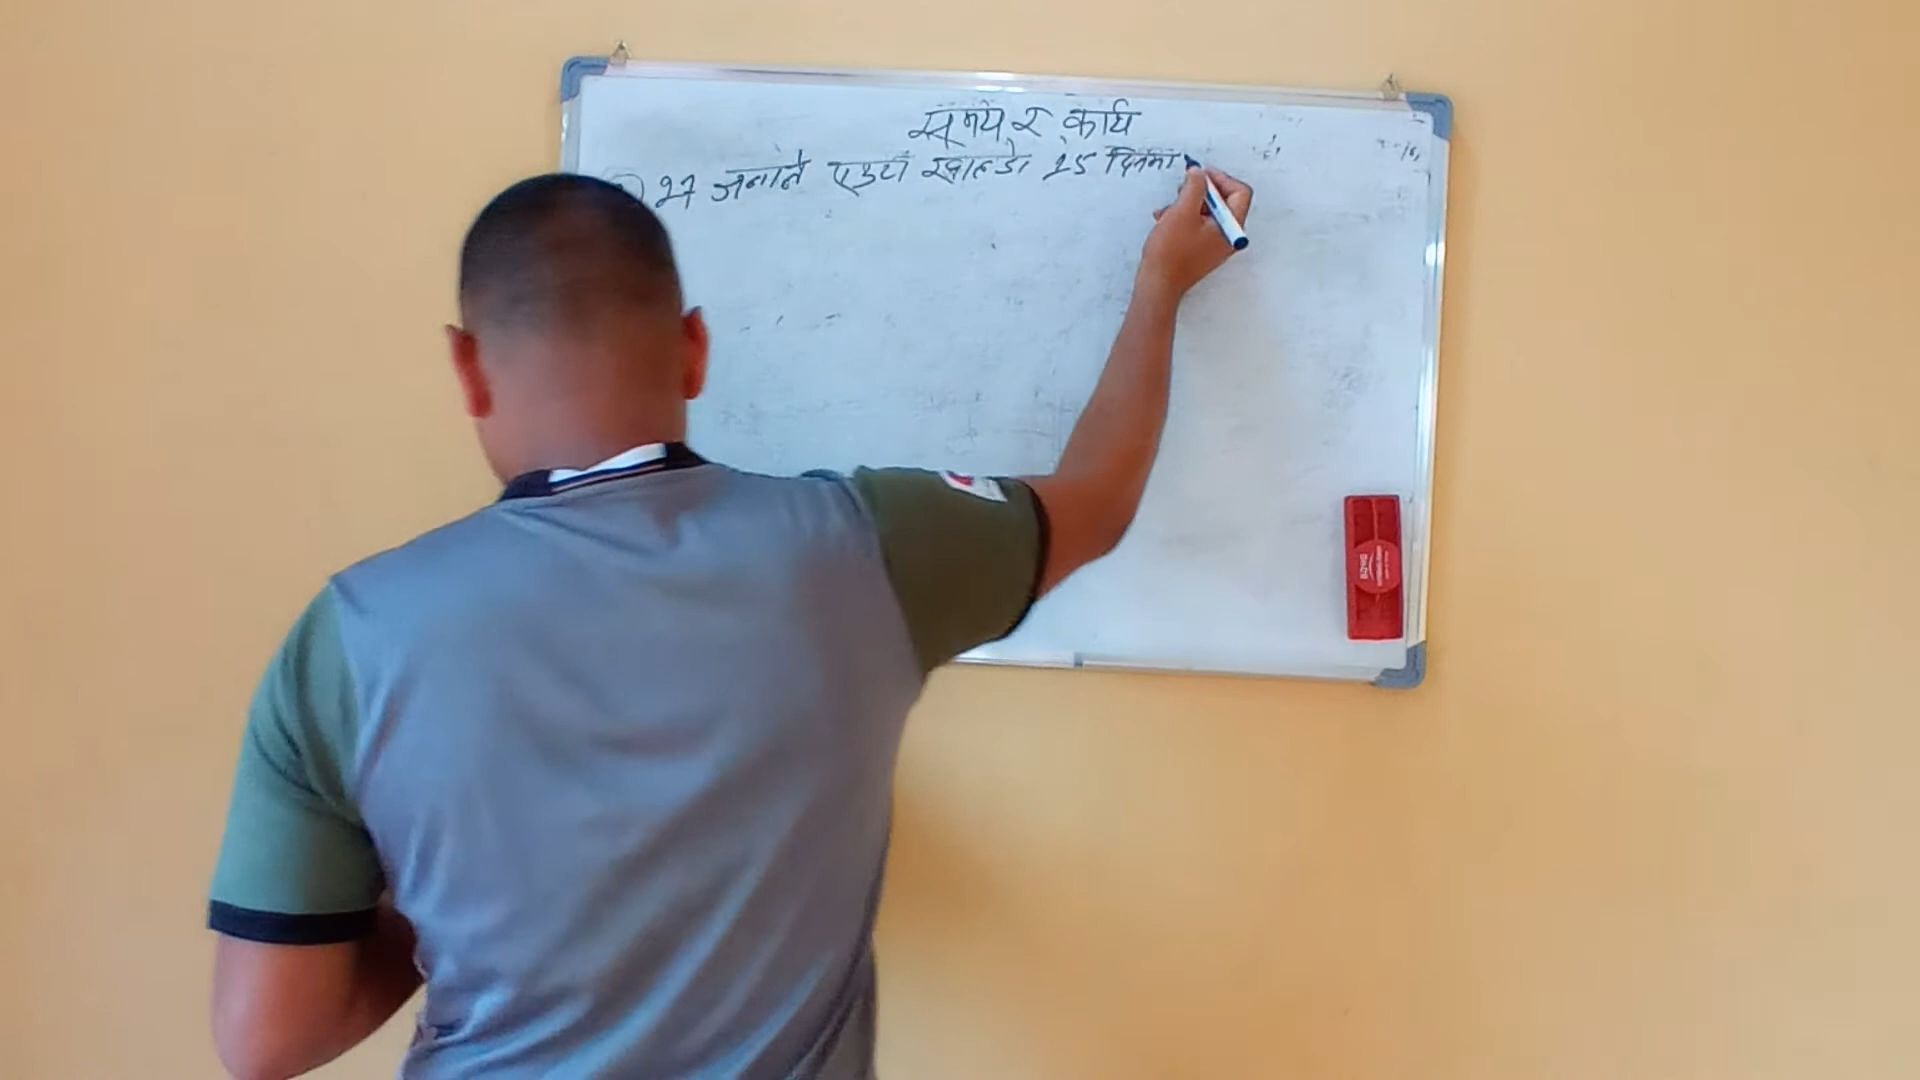 समय र कार्य
27 जनाले एउटा खाल्डो 15 दिनमा